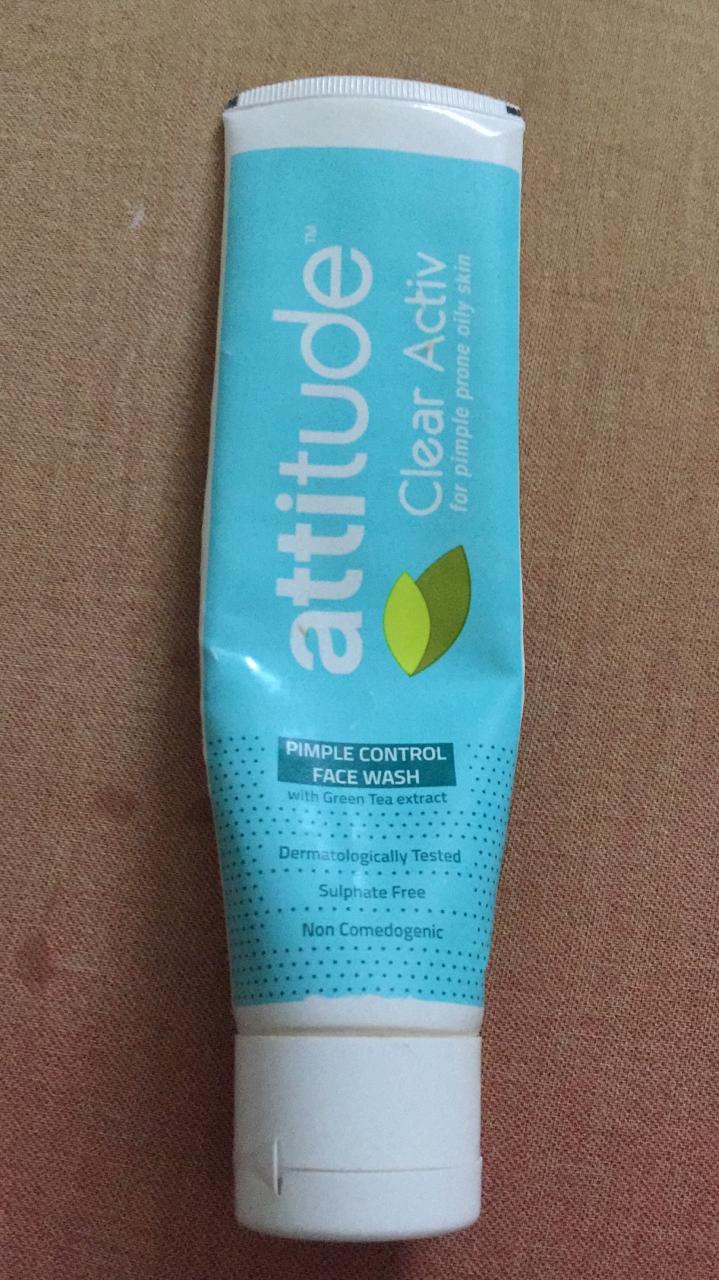 attitude™
Clear Activ
for pimple prone oily skin
PIMPLE CONTROL
FACE WASH
with Green Tea extract
Dermatologically Tested
Sulphate Free
Non Comedogenic